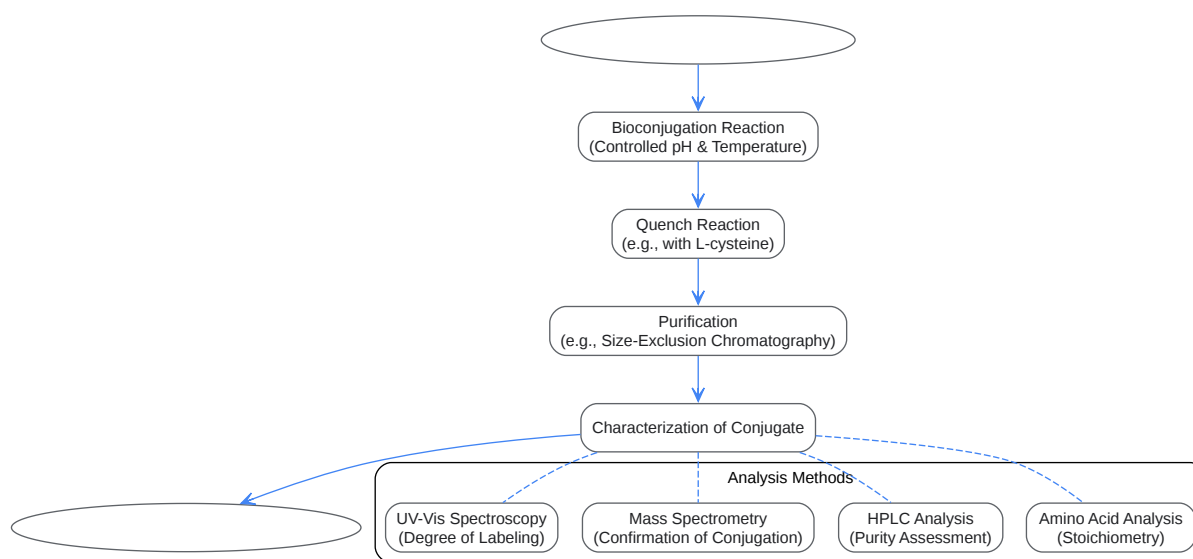 Bioconjugation Reaction
(Controlled pH & Temperature)
Quench Reaction
(e.g., with L-cysteine)
Purification
(e.g., Size-Exclusion Chromatography)
Characterization of Conjugate
Analysis Methods
UV-Vis Spectroscopy
(Degree of Labeling)
Mass Spectrometry
(Confirmation of Conjugation)
HPLC Analysis
(Purity Assessment)
Amino Acid Analysis
(Stoichiometry)